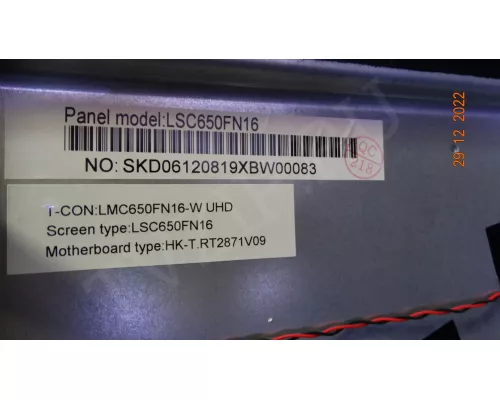 Panel model:LSC650FN16
NO: SKD06120819XBW00083
QC
218
T-CON:LMC650FN16-W UHD
Screen type:LSC650FN16
Motherboard type:HK-T.RT2871V09
29 12 2022